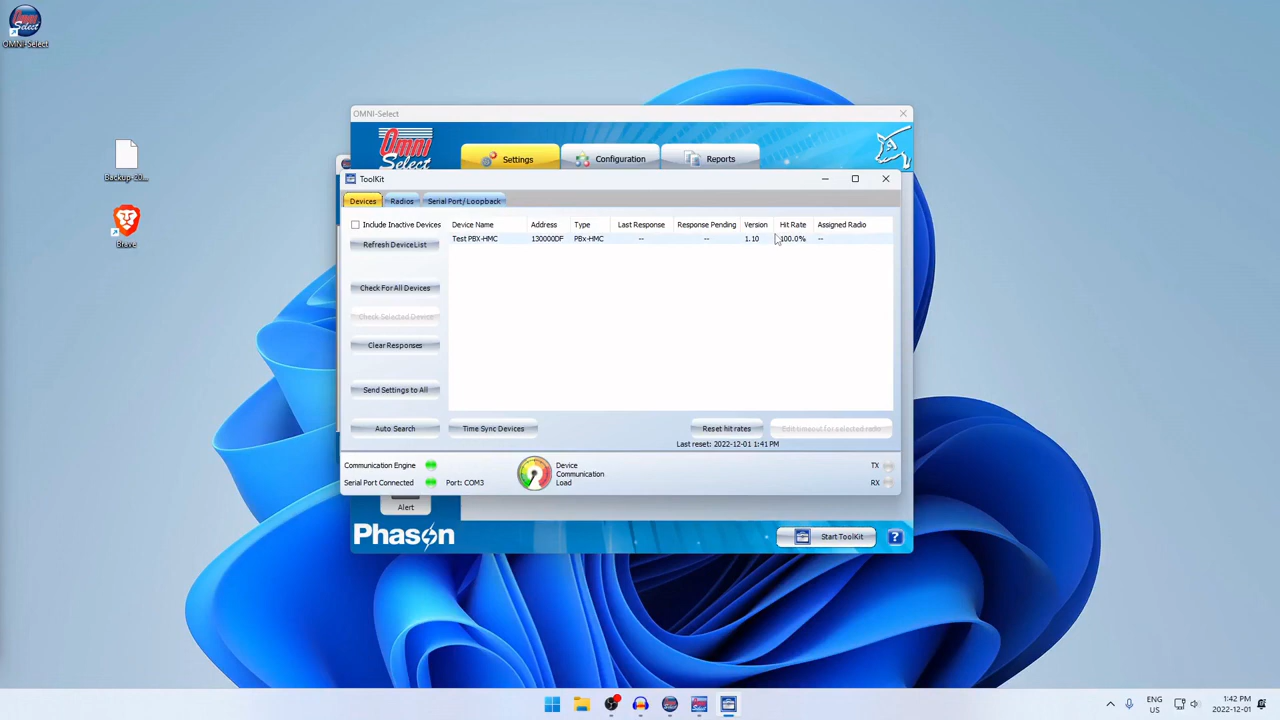 OMNI-Select
Backup-20...
Brave
OMNI-Select
Omni
Select
Settings
Configuration
Reports
ToolKit
Devices
Radios
Serial Port/Loopback
Include Inactive Devices
Device Name
Address
Type
Last Response
Response Pending
Version
Hit Rate
Assigned Radio
Test PBX-HMC
130000DF
PBx-HMC
--
--
1.10
100.0%
--
Refresh Device List
Check For All Devices
Check Selected Device
Clear Responses
Send Settings to All
Auto Search
Time Sync Devices
Reset hit rates
Edit timeout for selected radio
Last reset: 2022-12-01 1:41 PM
Communication Engine
Serial Port Connected
Port: COM3
Device
Communication
Load
TX
RX
Alert
Phason
Start ToolKit
?
ENG
US
1:42 PM
2022-12-01